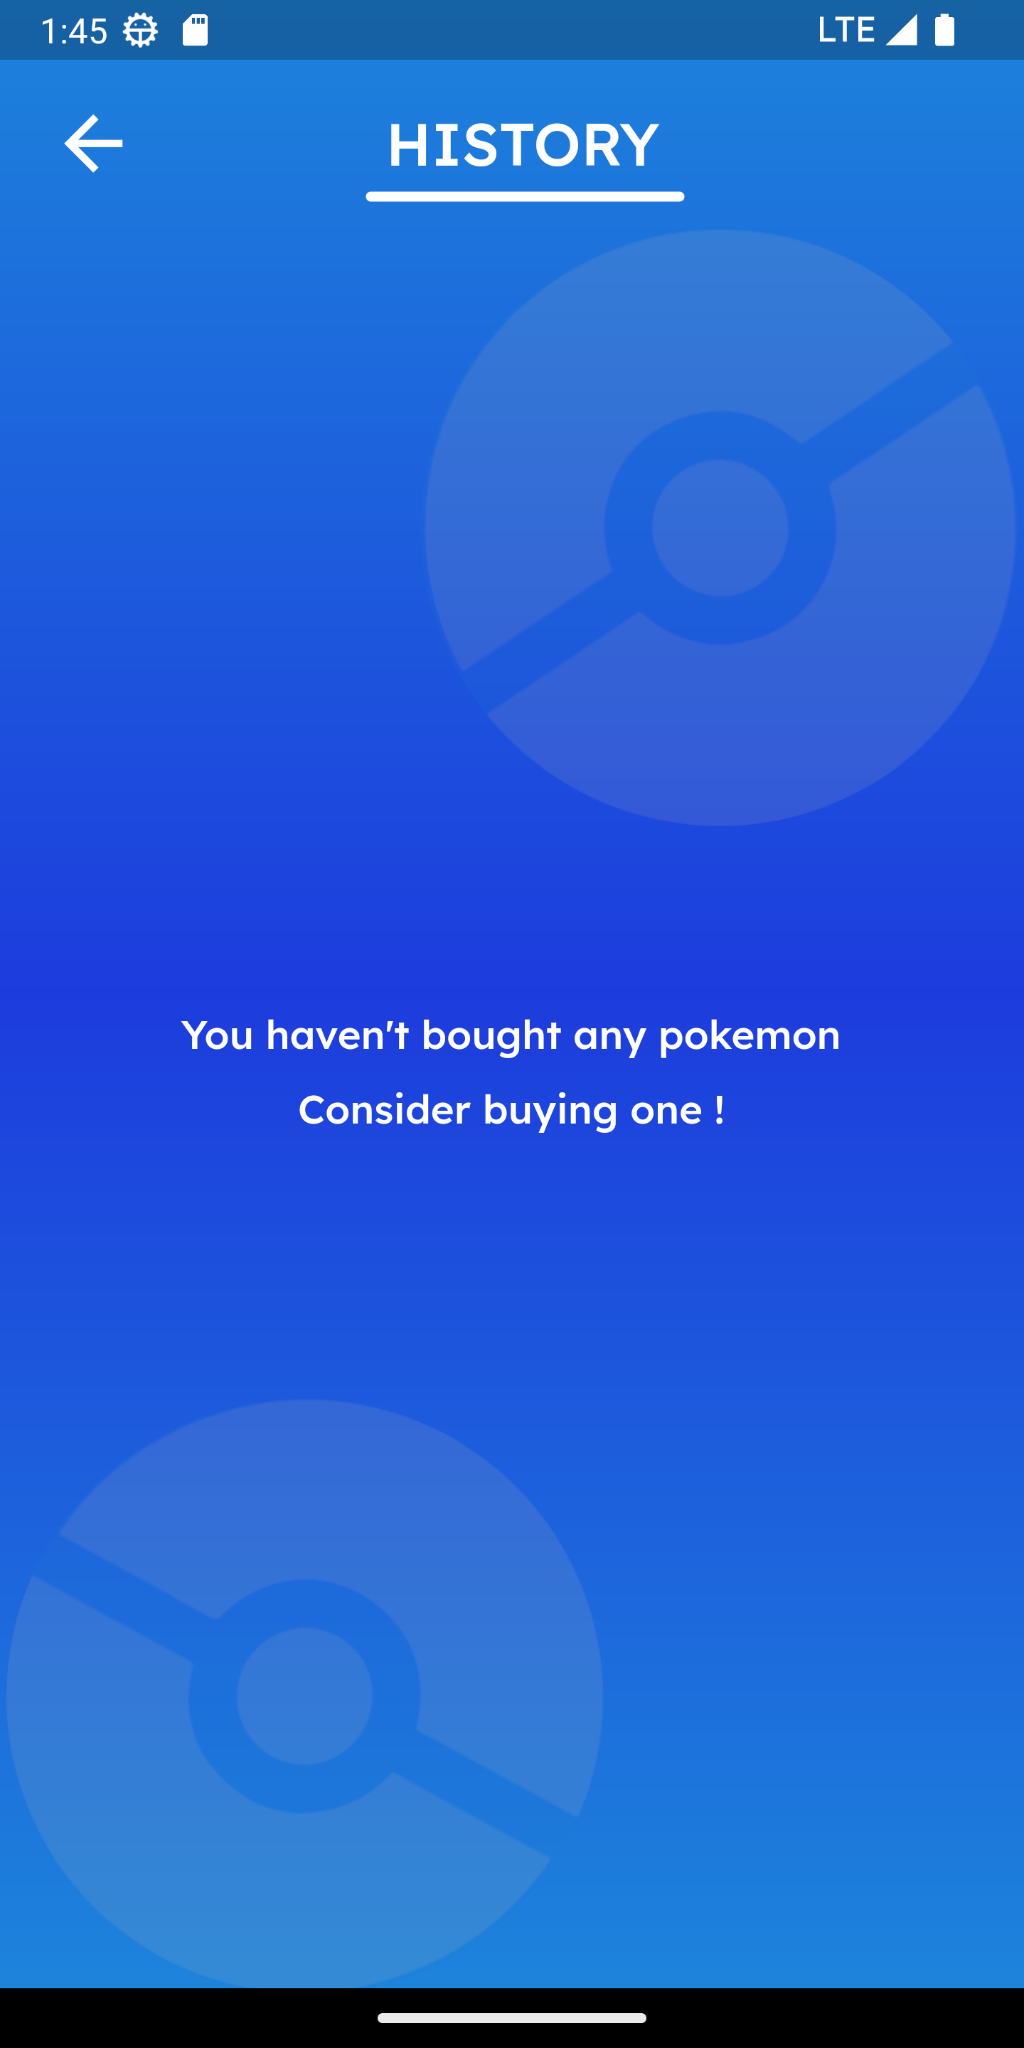 1:45 LTE
HISTORY
You haven't bought any pokemon
Consider buying one !